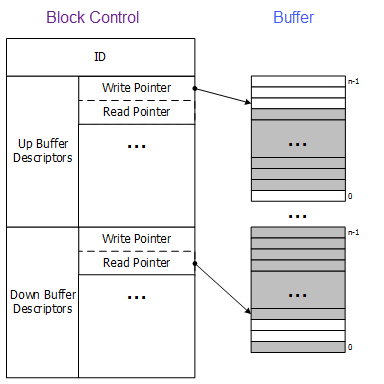 Block Control
Buffer
ID
Up Buffer
Descriptors
Write Pointer
Read Pointer
...
n-1
...
0
...
Down Buffer
Descriptors
Write Pointer
Read Pointer
...
n-1
...
0